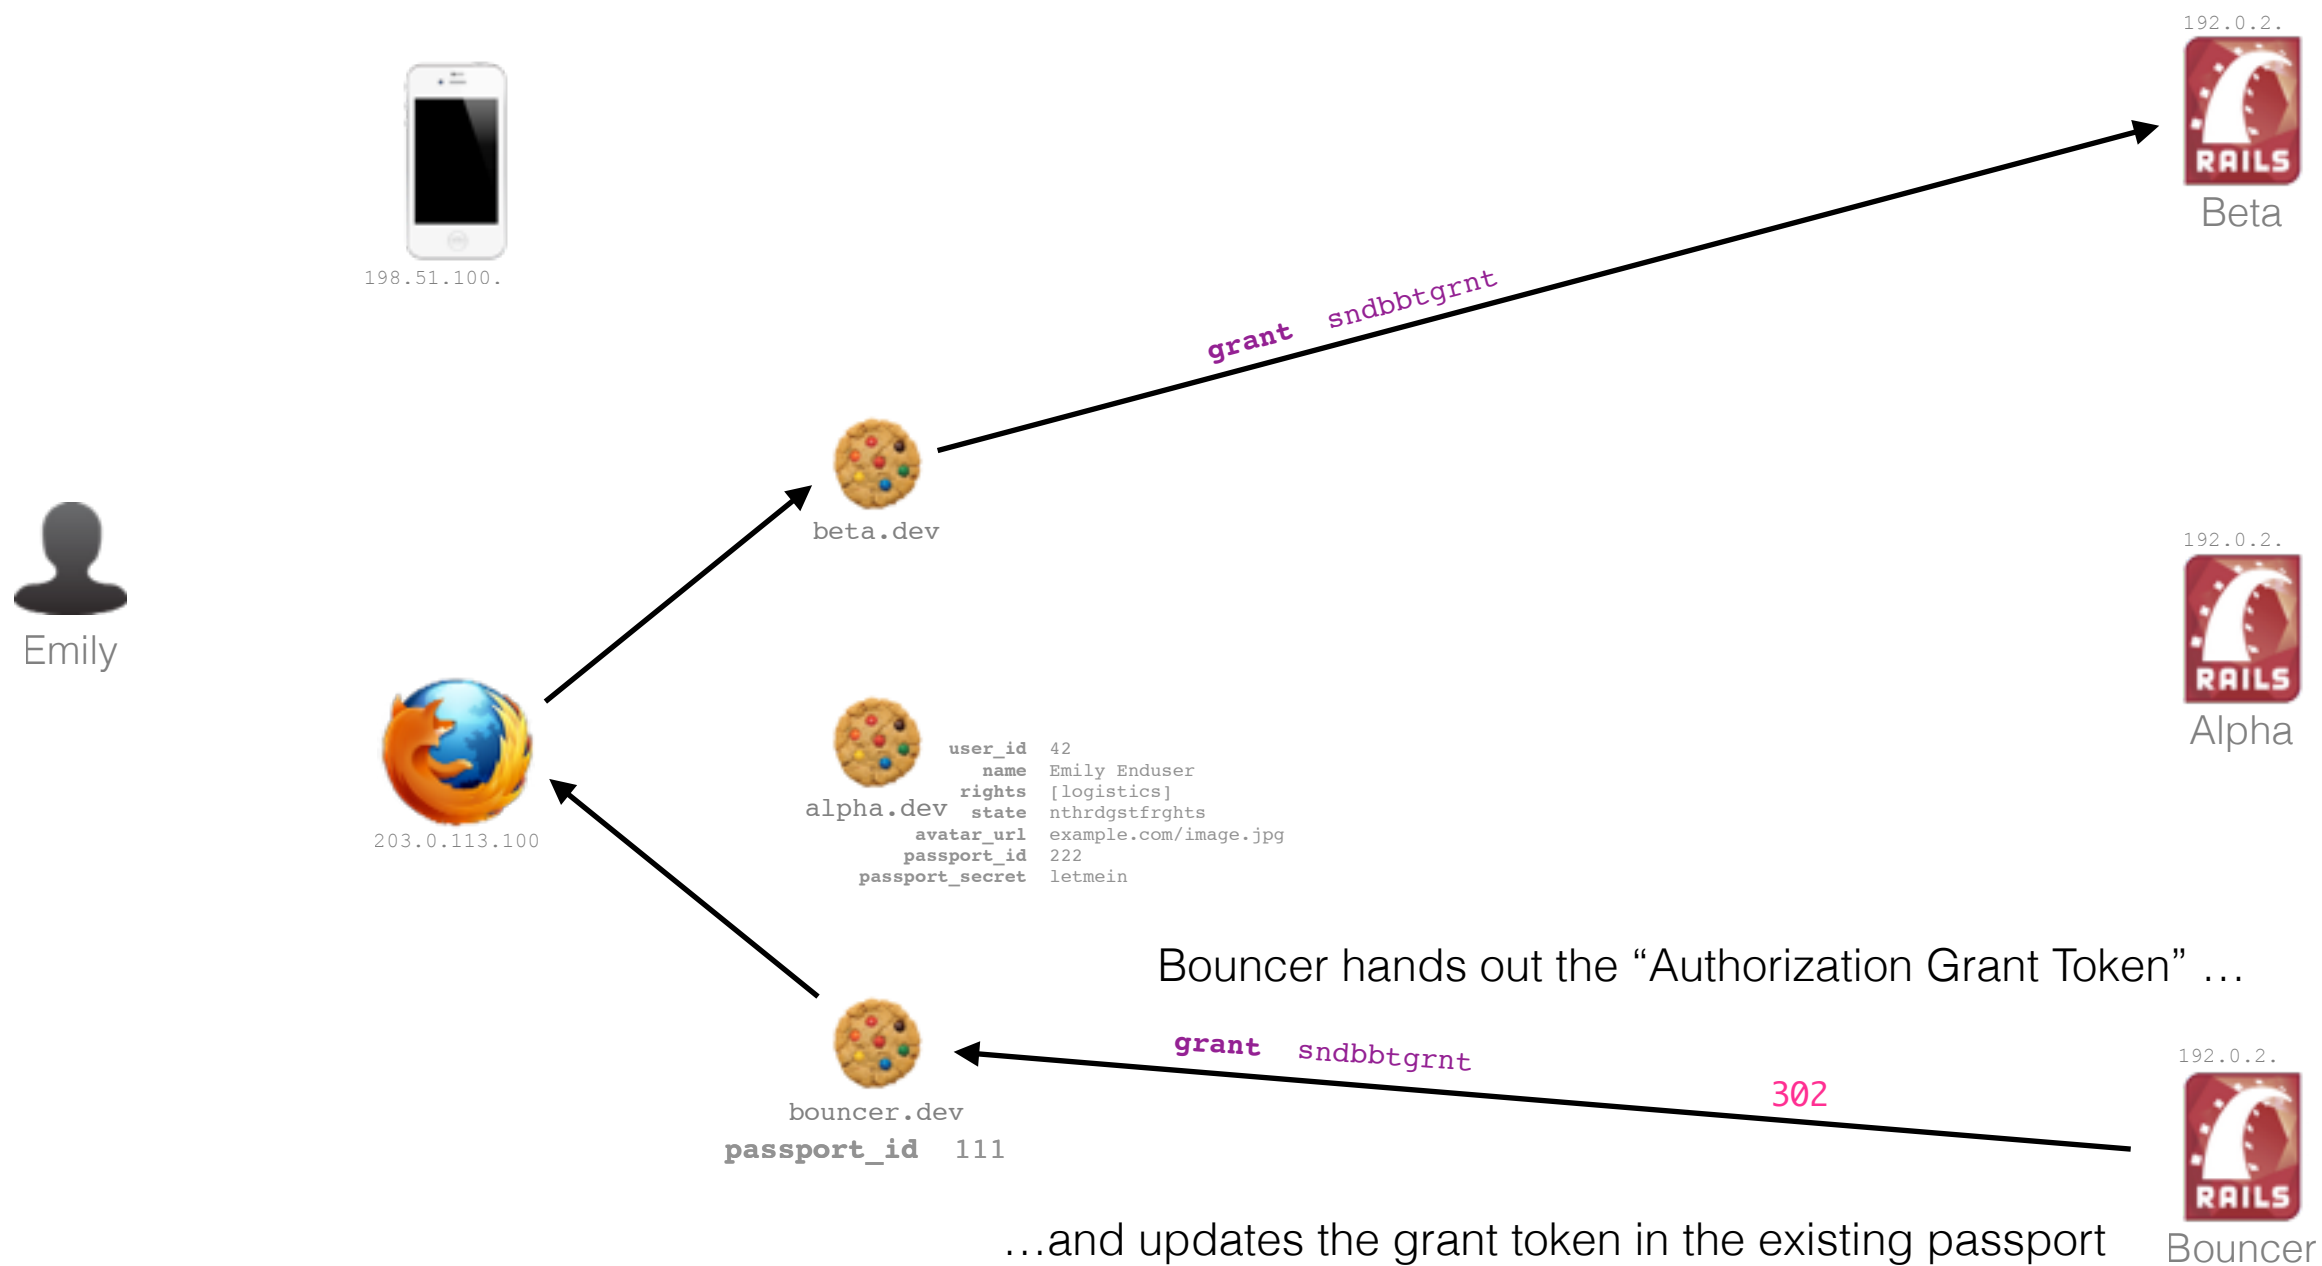 192.0.2.
RAILS
Beta
198.51.100.
grant sndbbtgrnt
beta.dev
Emily
192.0.2.
RAILS
Alpha
203.0.113.100
alpha.dev
user_id 42
name Emily Enduser
rights [logistics]
state nthrdgstfrghts
avatar_url example.com/image.jpg
passport_id 222
passport_secret letmein
Bouncer hands out the “Authorization Grant Token” …
grant sndbbtgrnt
302
192.0.2.
RAILS
Bouncer
bouncer.dev
passport_id 111
…and updates the grant token in the existing passport